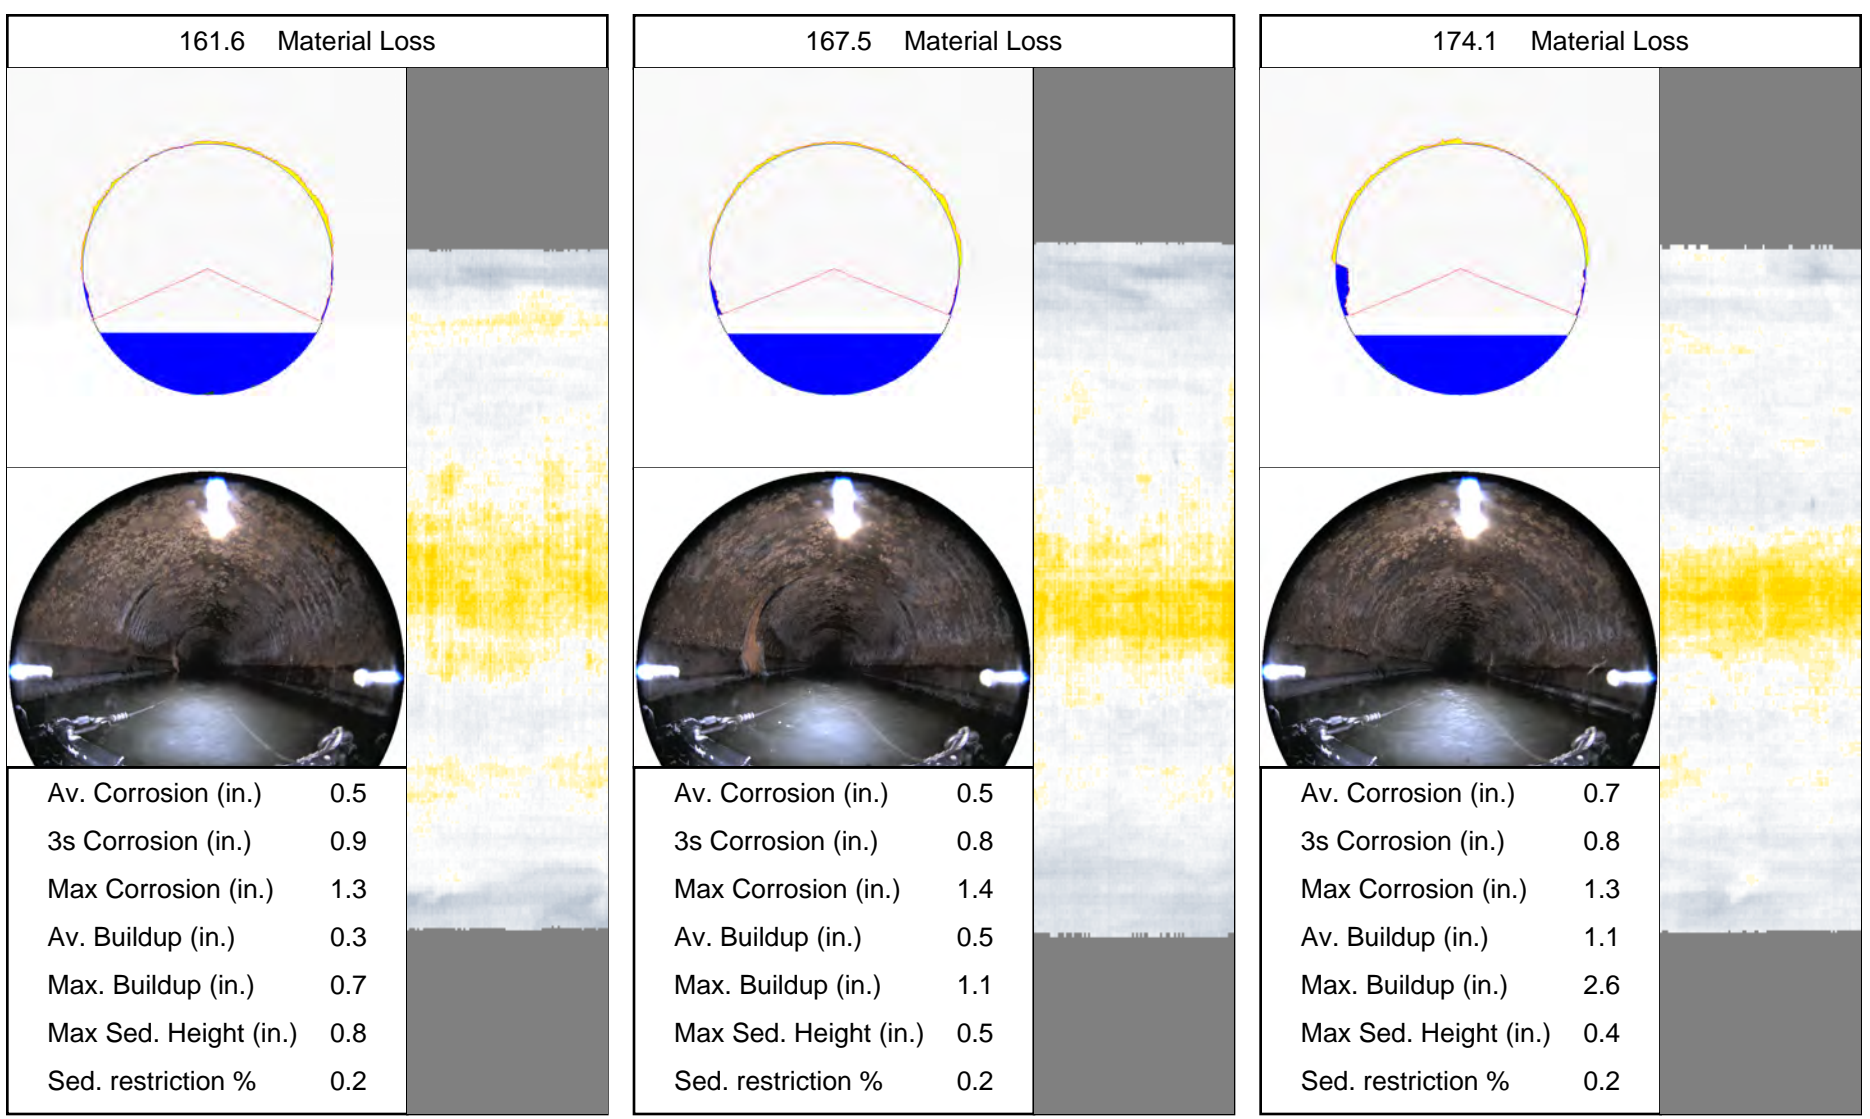 161.6 Material Loss
Av. Corrosion (in.) 0.5
3s Corrosion (in.) 0.9
Max Corrosion (in.) 1.3
Av. Buildup (in.) 0.3
Max. Buildup (in.) 0.7
Max Sed. Height (in.) 0.8
Sed. restriction % 0.2
167.5 Material Loss
Av. Corrosion (in.) 0.5
3s Corrosion (in.) 0.8
Max Corrosion (in.) 1.4
Av. Buildup (in.) 0.5
Max. Buildup (in.) 1.1
Max Sed. Height (in.) 0.5
Sed. restriction % 0.2
174.1 Material Loss
Av. Corrosion (in.) 0.7
3s Corrosion (in.) 0.8
Max Corrosion (in.) 1.3
Av. Buildup (in.) 1.1
Max. Buildup (in.) 2.6
Max Sed. Height (in.) 0.4
Sed. restriction % 0.2